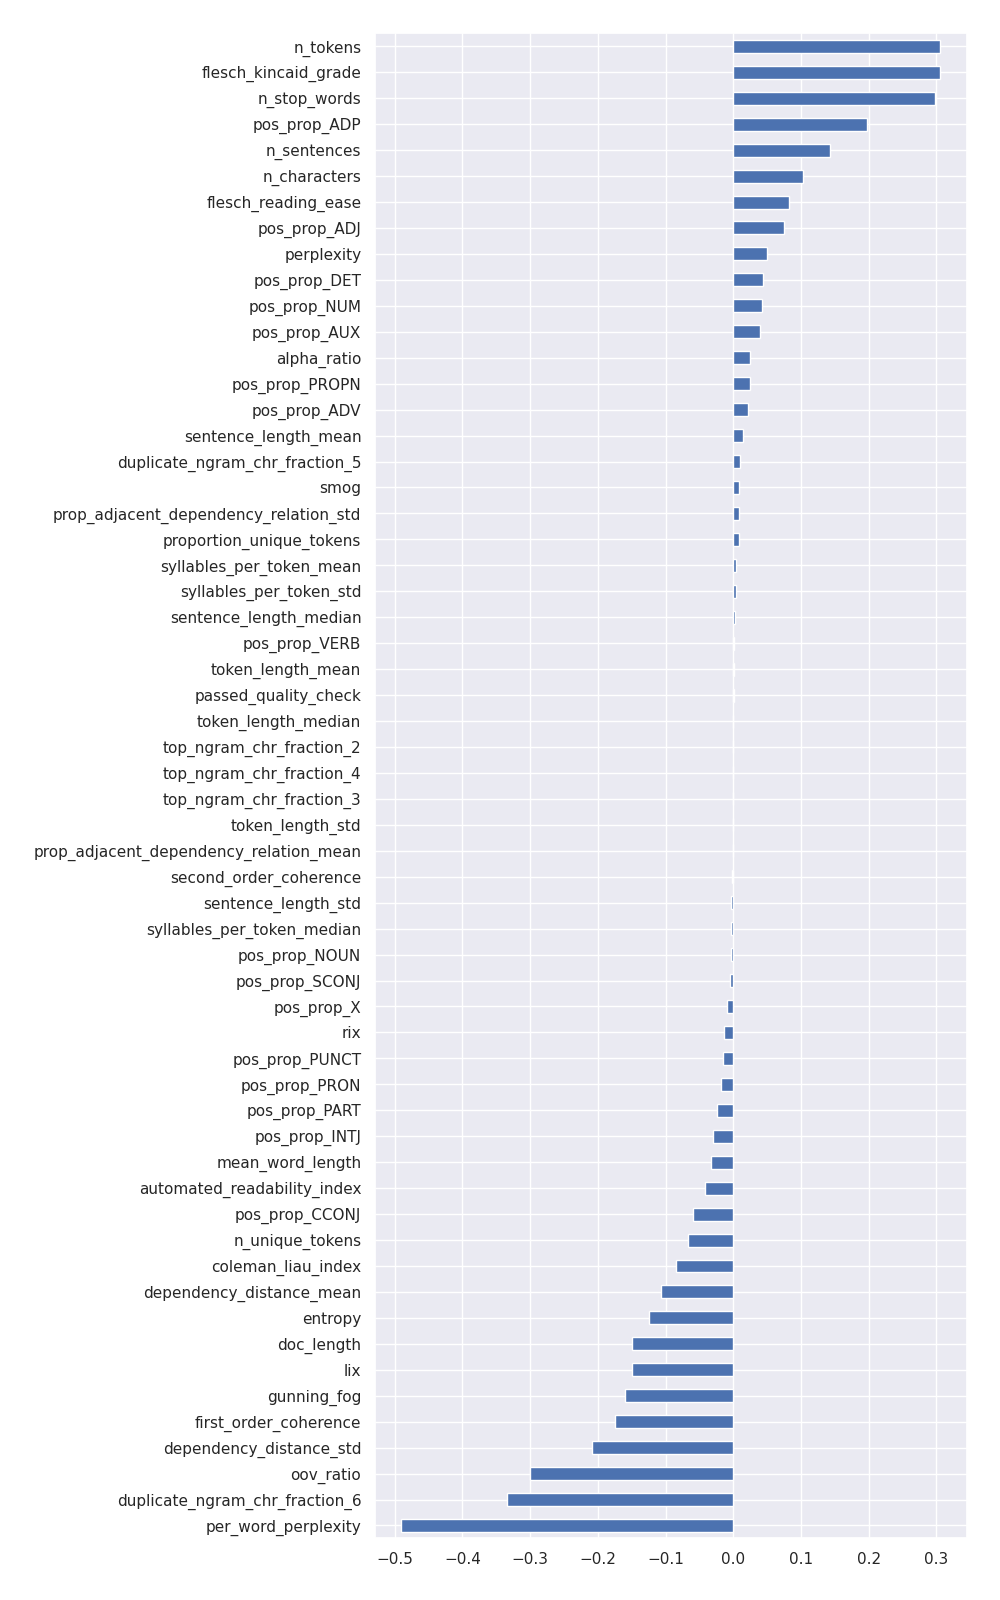 n_tokens
flesch_kincaid_grade
n_stop_words
pos_prop_ADP
n_sentences
n_characters
flesch_reading_ease
pos_prop_ADJ
perplexity
pos_prop_DET
pos_prop_NUM
pos_prop_AUX
alpha_ratio
pos_prop_PROPN
pos_prop_ADV
sentence_length_mean
duplicate_ngram_chr_fraction_5
smog
prop_adjacent_dependency_relation_std
proportion_unique_tokens
syllables_per_token_mean
syllables_per_token_std
sentence_length_median
pos_prop_VERB
token_length_mean
passed_quality_check
token_length_median
top_ngram_chr_fraction_2
top_ngram_chr_fraction_4
top_ngram_chr_fraction_3
token_length_std
prop_adjacent_dependency_relation_mean
second_order_coherence
sentence_length_std
syllables_per_token_median
pos_prop_NOUN
pos_prop_SCONJ
pos_prop_X
rix
pos_prop_PUNCT
pos_prop_PRON
pos_prop_PART
pos_prop_INTJ
mean_word_length
automated_readability_index
pos_prop_CCONJ
n_unique_tokens
coleman_liau_index
dependency_distance_mean
entropy
doc_length
lix
gunning_fog
first_order_coherence
dependency_distance_std
oov_ratio
duplicate_ngram_chr_fraction_6
per_word_perplexity
−0.5 −0.4 −0.3 −0.2 −0.1 0.0 0.1 0.2 0.3